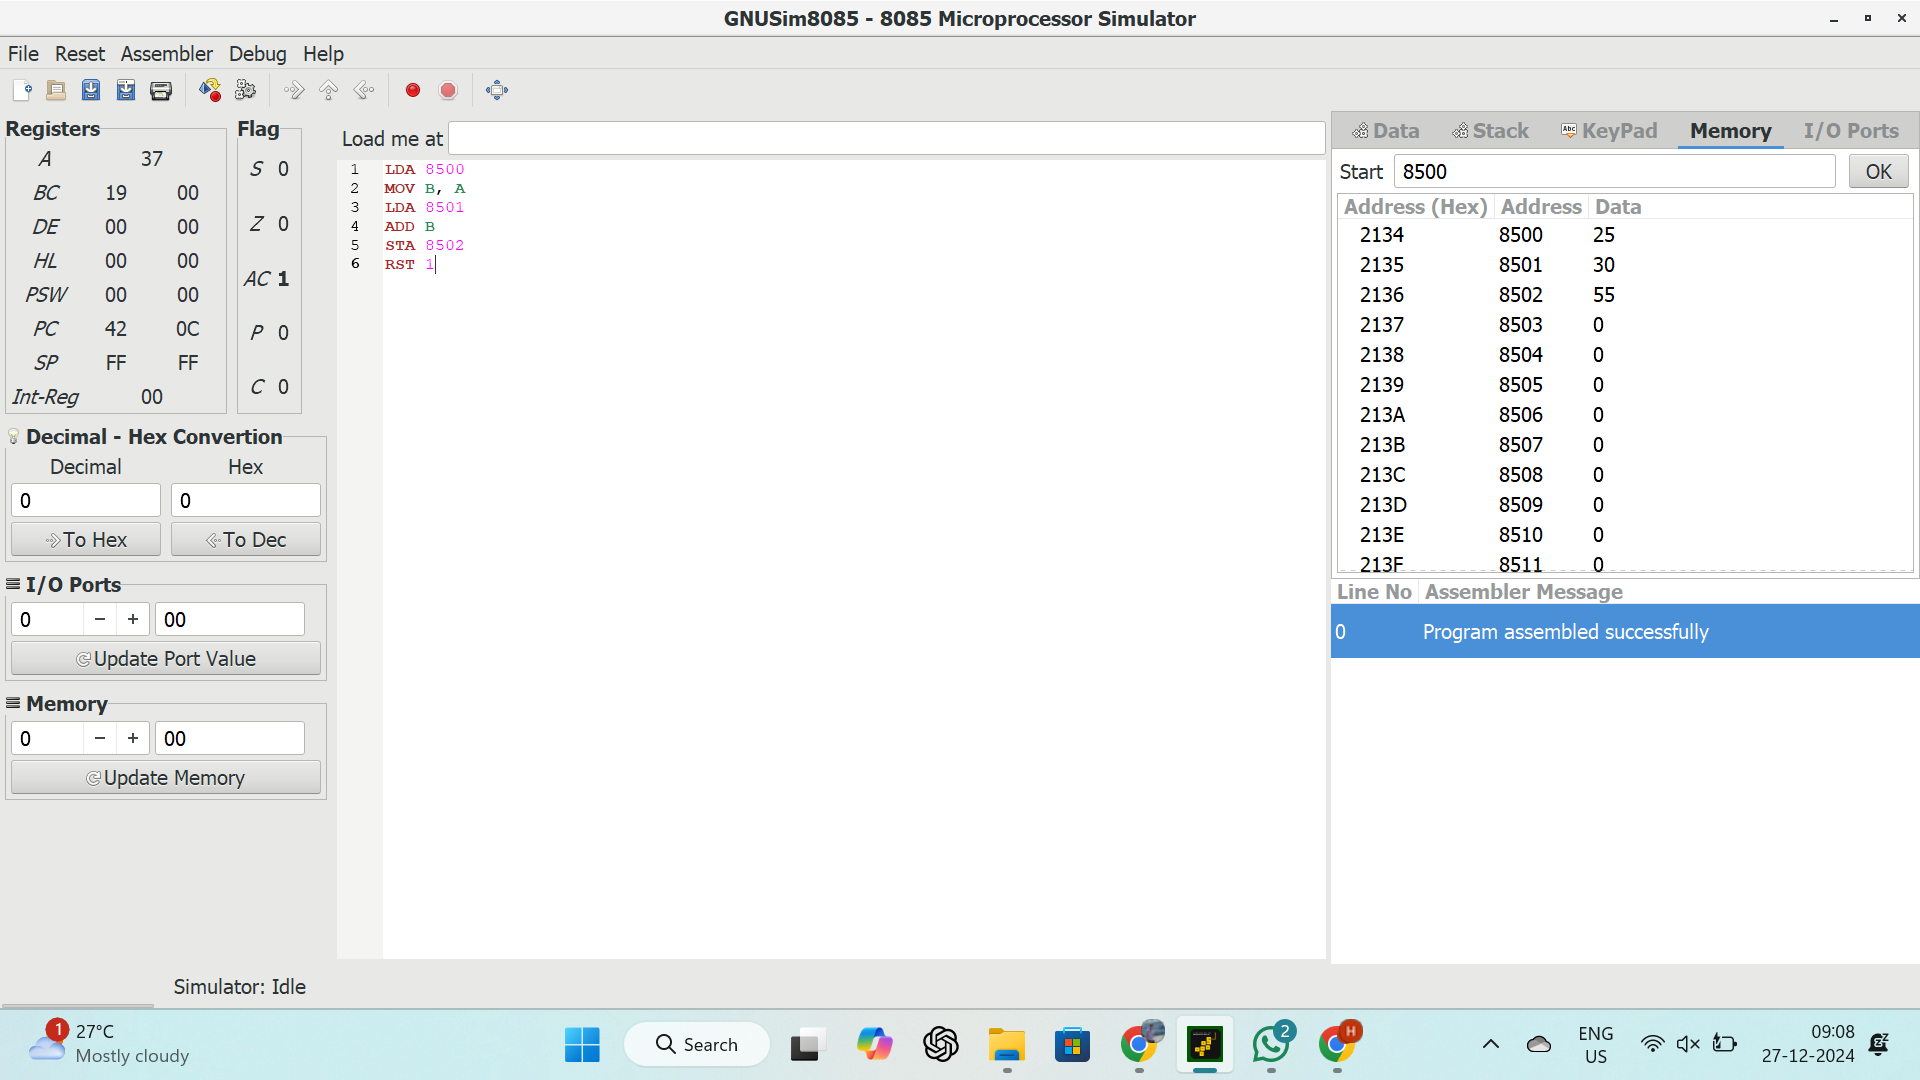 GNUSim8085 - 8085 Microprocessor Simulator
File Reset Assembler Debug Help
Registers
A 37
BC 19 00
DE 00 00
HL 00 00
PSW 00 00
PC 42 0C
SP FF FF
Int-Reg 00
Flag
S 0
Z 0
AC 1
P 0
C 0
Decimal - Hex Convertion
Decimal Hex
0 0
To Hex To Dec
I/O Ports
0 − + 00
Update Port Value
Memory
0 − + 00
Update Memory
Simulator: Idle
Load me at
1 LDA 8500
2 MOV B, A
3 LDA 8501
4 ADD B
5 STA 8502
6 RST 1
Data Stack Abc KeyPad Memory I/O Ports
Start 8500 OK
Address (Hex) Address Data
2134 8500 25
2135 8501 30
2136 8502 55
2137 8503 0
2138 8504 0
2139 8505 0
213A 8506 0
213B 8507 0
213C 8508 0
213D 8509 0
213E 8510 0
213F 8511 0
Line No Assembler Message
0 Program assembled successfully
1 27°C
Mostly cloudy
Search
2
H
ENG
US
09:08
27-12-2024